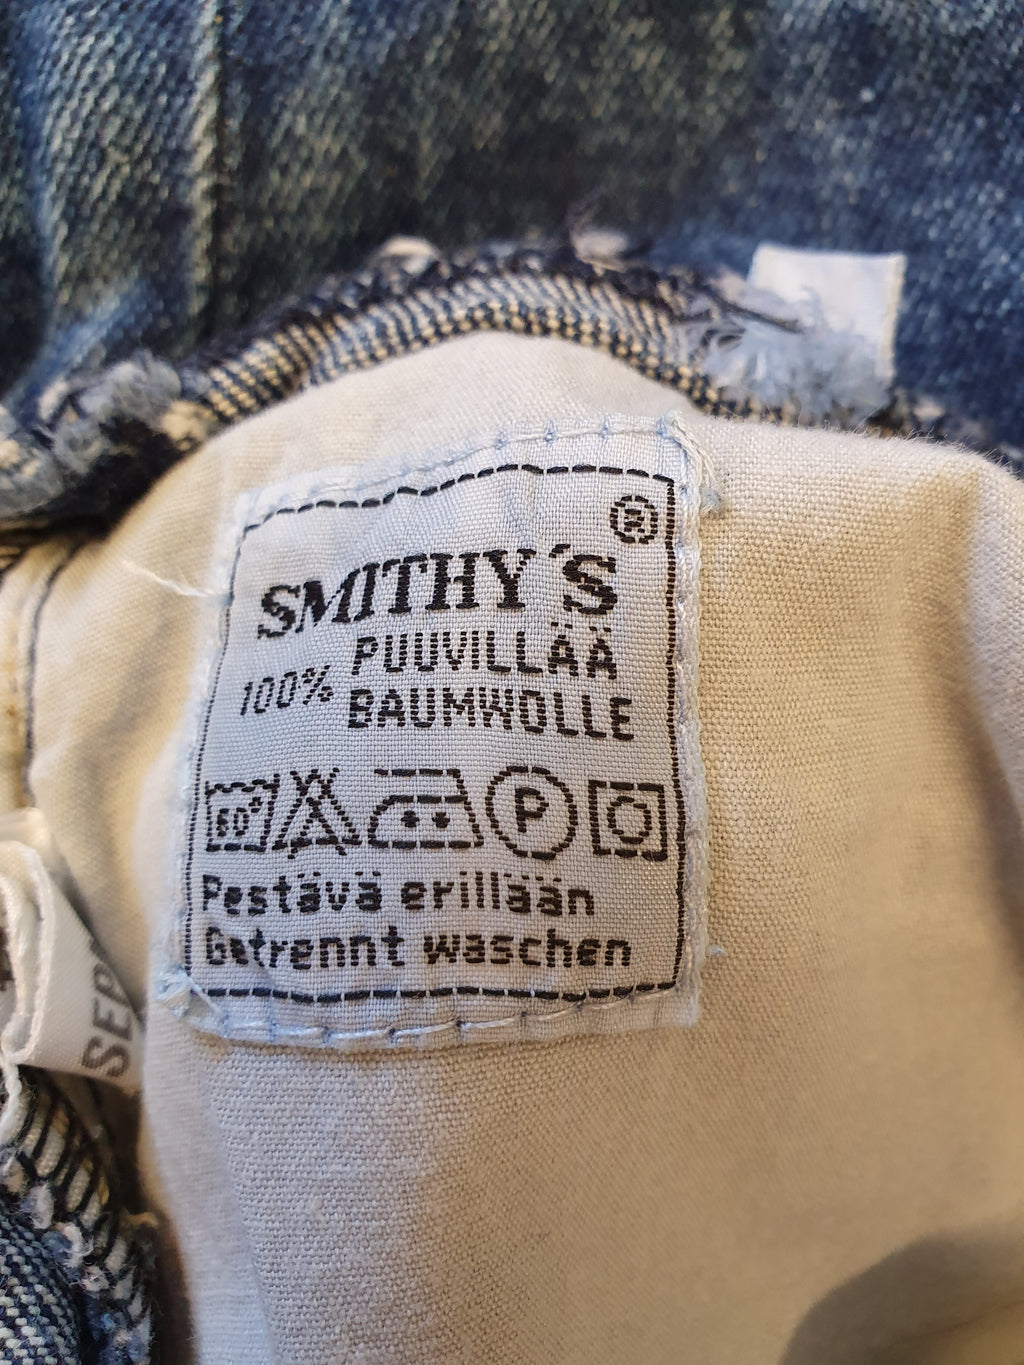 ®
SMITHY´S
100% PUUVILLÄÄ
BAUMWOLLE
60° P
Pestävä erillään
Getrennt waschen